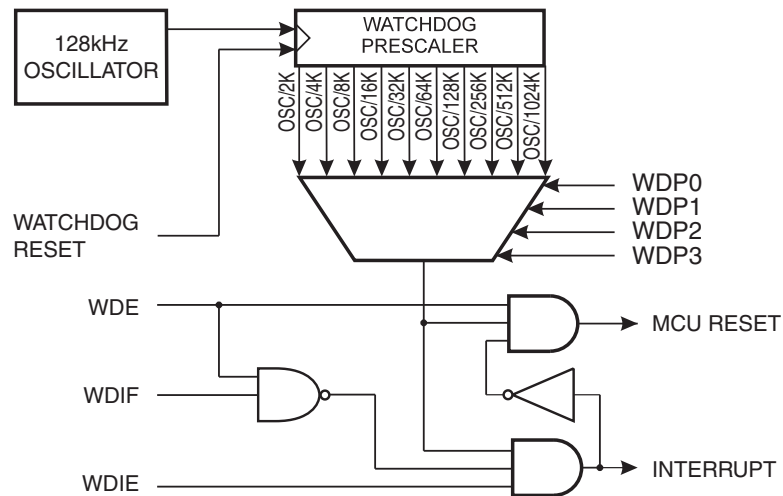 128kHz
OSCILLATOR
WATCHDOG
PRESCALER
OSC/2K
OSC/4K
OSC/8K
OSC/16K
OSC/32K
OSC/64K
OSC/128K
OSC/256K
OSC/512K
OSC/1024K
WDP0
WDP1
WDP2
WDP3
WATCHDOG
RESET
WDE
MCU RESET
WDIF
INTERRUPT
WDIE